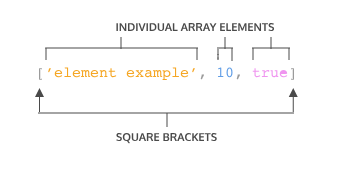 INDIVIDUAL ARRAY ELEMENTS
[‘element example’, 10, true]
SQUARE BRACKETS